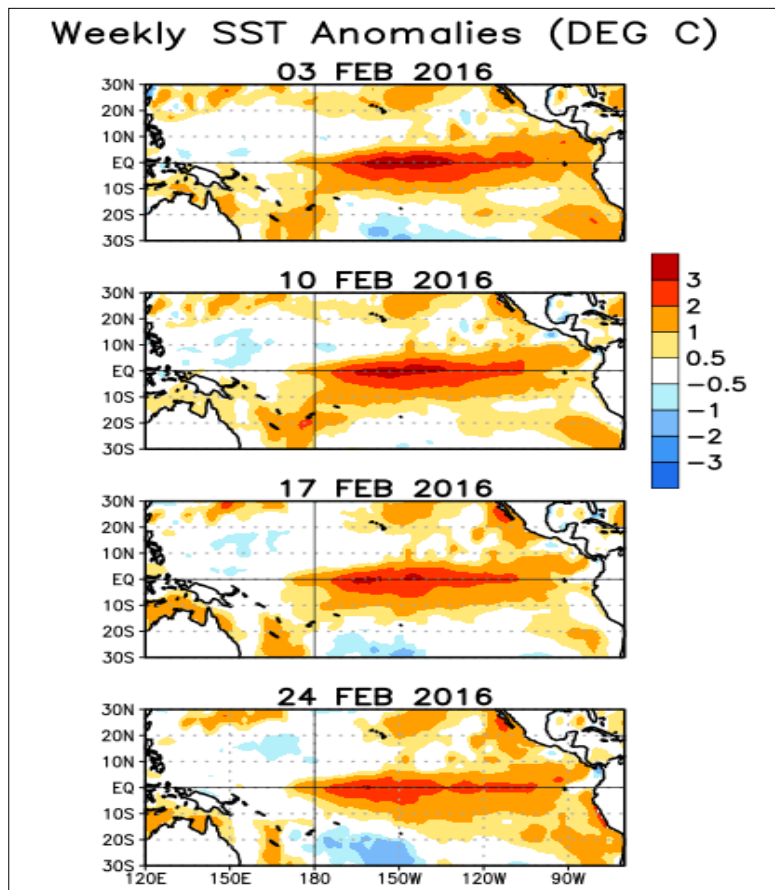 Weekly SST Anomalies (DEG C)
03 FEB 2016
30N
20N
10N
EQ
10S
20S
30S
10 FEB 2016
30N
20N
10N
EQ
10S
20S
30S
3
2
1
0.5
−0.5
−1
−2
−3
17 FEB 2016
30N
20N
10N
EQ
10S
20S
30S
24 FEB 2016
30N
20N
10N
EQ
10S
20S
30S
120E 150E 180 150W 120W 90W